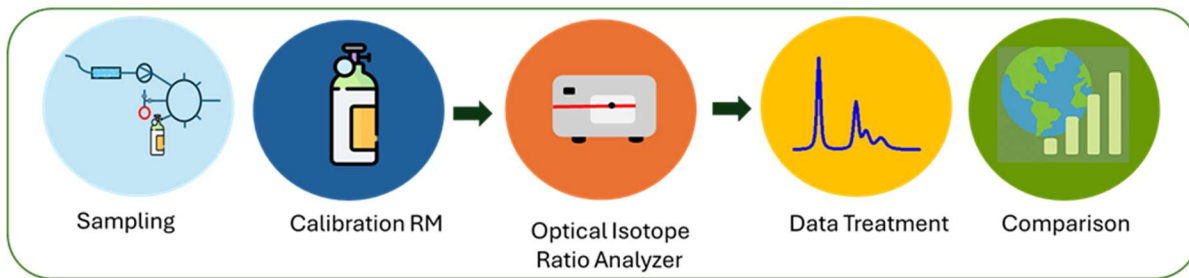 Sampling
Calibration RM
Optical Isotope
Ratio Analyzer
Data Treatment
Comparison